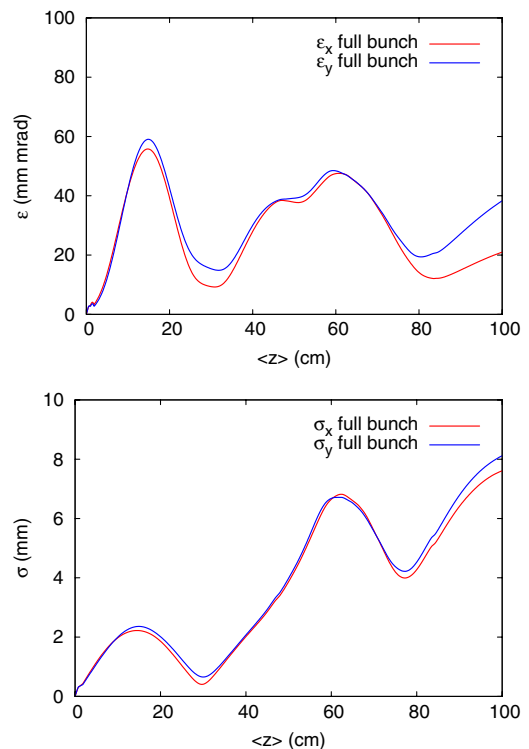 100
80
60
40
20
0
ε (mm mrad)
εx full bunch
εy full bunch
0 20 40 60 80 100
<z> (cm)
10
8
6
4
2
0
σ (mm)
σx full bunch
σy full bunch
0 20 40 60 80 100
<z> (cm)